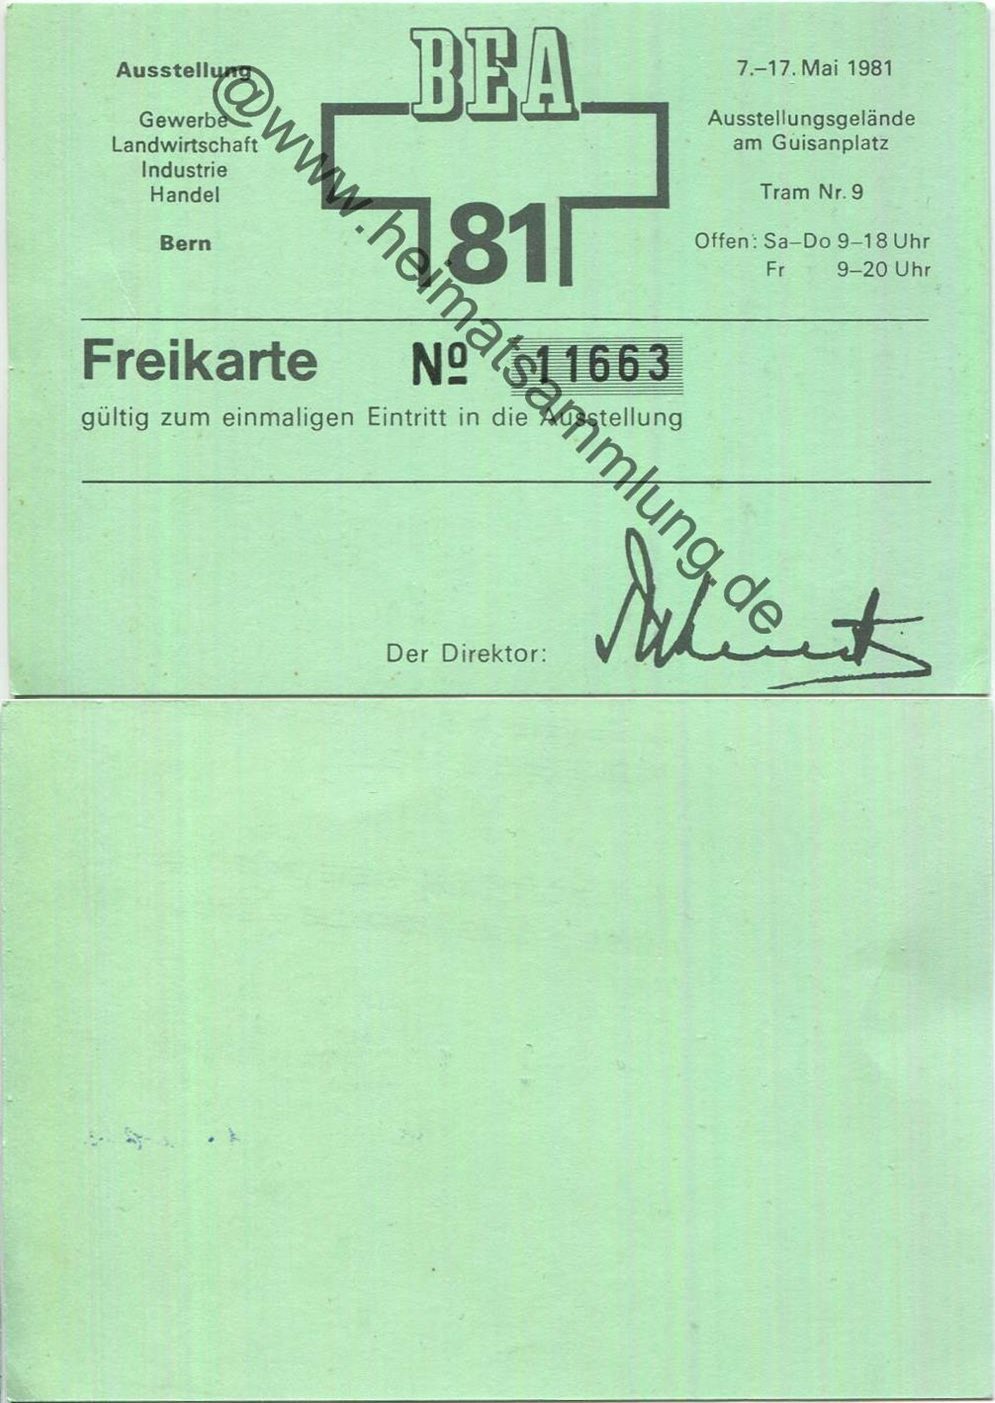 Ausstellung
Gewerbe
Landwirtschaft
Industrie
Handel
Bern
BEA
81
7.–17. Mai 1981
Ausstellungsgelände
am Guisanplatz
Tram Nr. 9
Offen: Sa–Do 9–18 Uhr
Fr 9–20 Uhr
Freikarte Nº 11663
gültig zum einmaligen Eintritt in die Ausstellung
Der Direktor:
@www.heimatsammlung.de